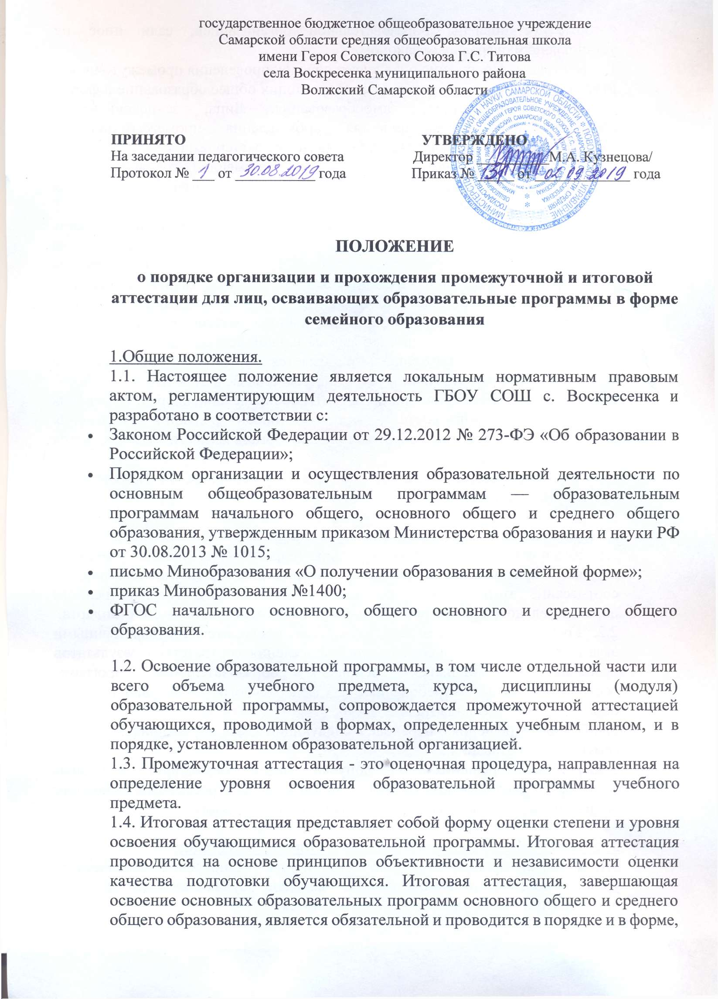 государственное бюджетное общеобразовательное учреждение
Самарской области средняя общеобразовательная школа
имени Героя Советского Союза Г.С. Титова
села Воскресенка муниципального района
Волжский Самарской области
ПРИНЯТО
На заседании педагогического совета
Протокол № 1 от 30.08.2019 года
УТВЕРЖДЕНО
Директор ________ М.А. Кузнецова/
Приказ № ____ от 02 09 2019 года
ПОЛОЖЕНИЕ
о порядке организации и прохождения промежуточной и итоговой
аттестации для лиц, осваивающих образовательные программы в форме
семейного образования
1.Общие положения.
1.1. Настоящее положение является локальным нормативным правовым
актом, регламентирующим деятельность ГБОУ СОШ с. Воскресенка и
разработано в соответствии с:
• Законом Российской Федерации от 29.12.2012 № 273-ФЭ «Об образовании в
Российской Федерации»;
• Порядком организации и осуществления образовательной деятельности по
основным общеобразовательным программам — образовательным
программам начального общего, основного общего и среднего общего
образования, утвержденным приказом Министерства образования и науки РФ
от 30.08.2013 № 1015;
• письмо Минобразования «О получении образования в семейной форме»;
• приказ Минобразования №1400;
• ФГОС начального основного, общего основного и среднего общего
образования.
1.2. Освоение образовательной программы, в том числе отдельной части или
всего объема учебного предмета, курса, дисциплины (модуля)
образовательной программы, сопровождается промежуточной аттестацией
обучающихся, проводимой в формах, определенных учебным планом, и в
порядке, установленном образовательной организацией.
1.3. Промежуточная аттестация - это оценочная процедура, направленная на
определение уровня освоения образовательной программы учебного
предмета.
1.4. Итоговая аттестация представляет собой форму оценки степени и уровня
освоения обучающимися образовательной программы. Итоговая аттестация
проводится на основе принципов объективности и независимости оценки
качества подготовки обучающихся. Итоговая аттестация, завершающая
освоение основных образовательных программ основного общего и среднего
общего образования, является обязательной и проводится в порядке и в форме,